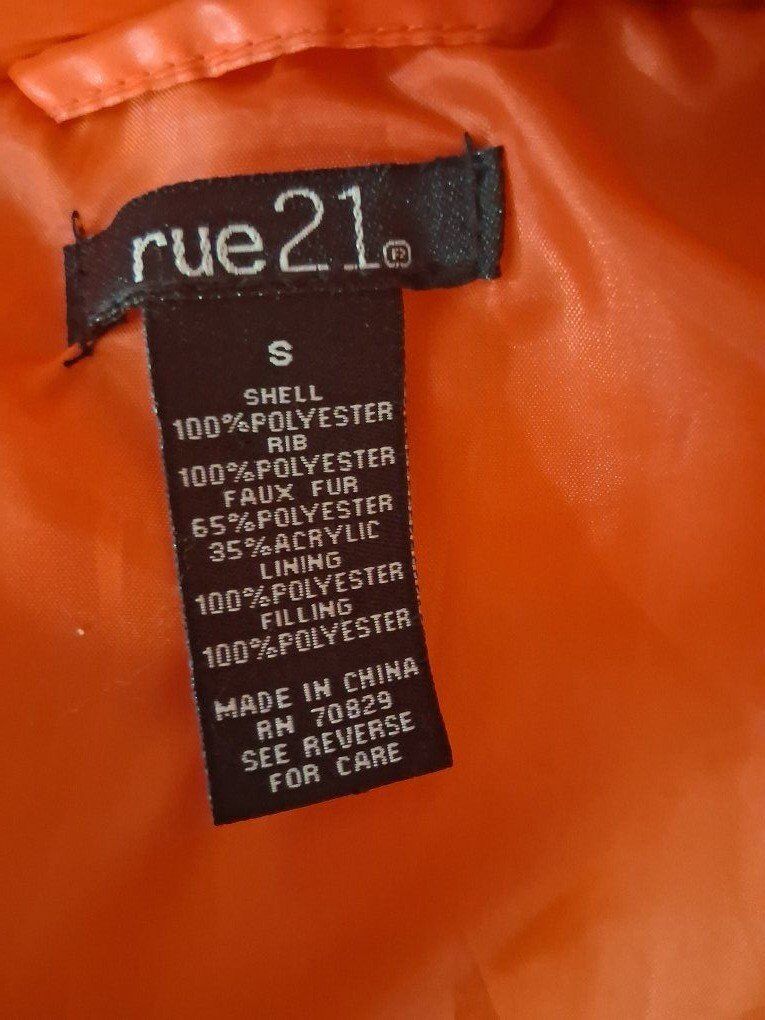 rue21®
S
SHELL
100%POLYESTER
RIB
100%POLYESTER
FAUX FUR
65%POLYESTER
35%ACRYLIC
LINING
100%POLYESTER
FILLING
100%POLYESTER
MADE IN CHINA
RN 70829
SEE REVERSE
FOR CARE